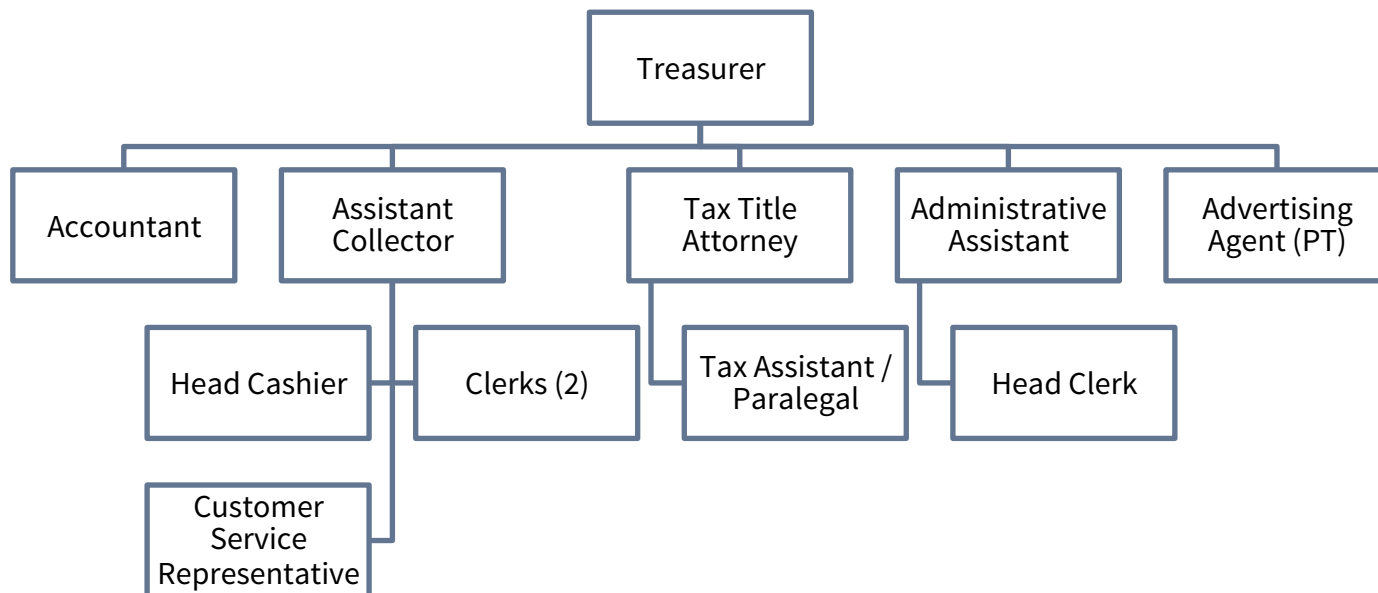 Treasurer
Accountant
Assistant
Collector
Tax Title
Attorney
Administrative
Assistant
Advertising
Agent (PT)
Head Cashier
Clerks (2)
Tax Assistant /
Paralegal
Head Clerk
Customer
Service
Representative